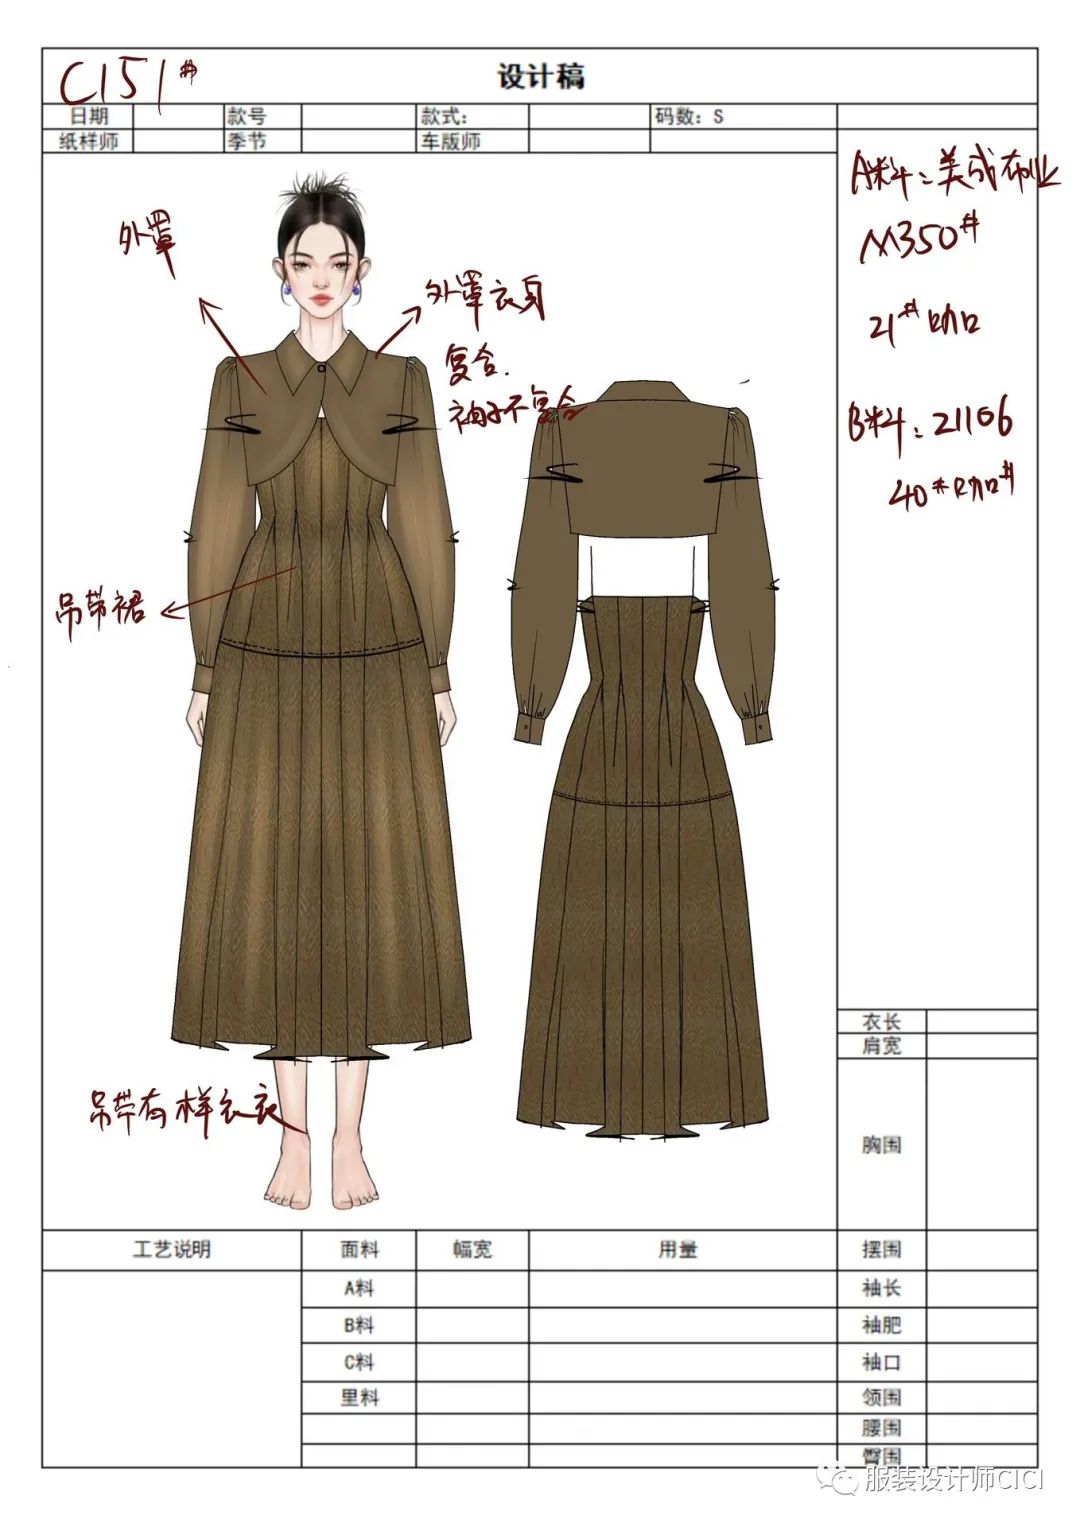 C151#
设计稿
日期 款号 款式: 码数: S
纸样师 季节 车版师
外罩
外罩衣身
复合.
袖子不复合
吊带裙
吊带有样衣
A料:美成布业
M350#
21#咖
B料:21106
40#咖#
衣长
肩宽
胸围
工艺说明 面料 幅宽 用量 摆围
A料 袖长
B料 袖肥
C料 袖口
里料 领围
腰围
臀围
服装设计师CICI